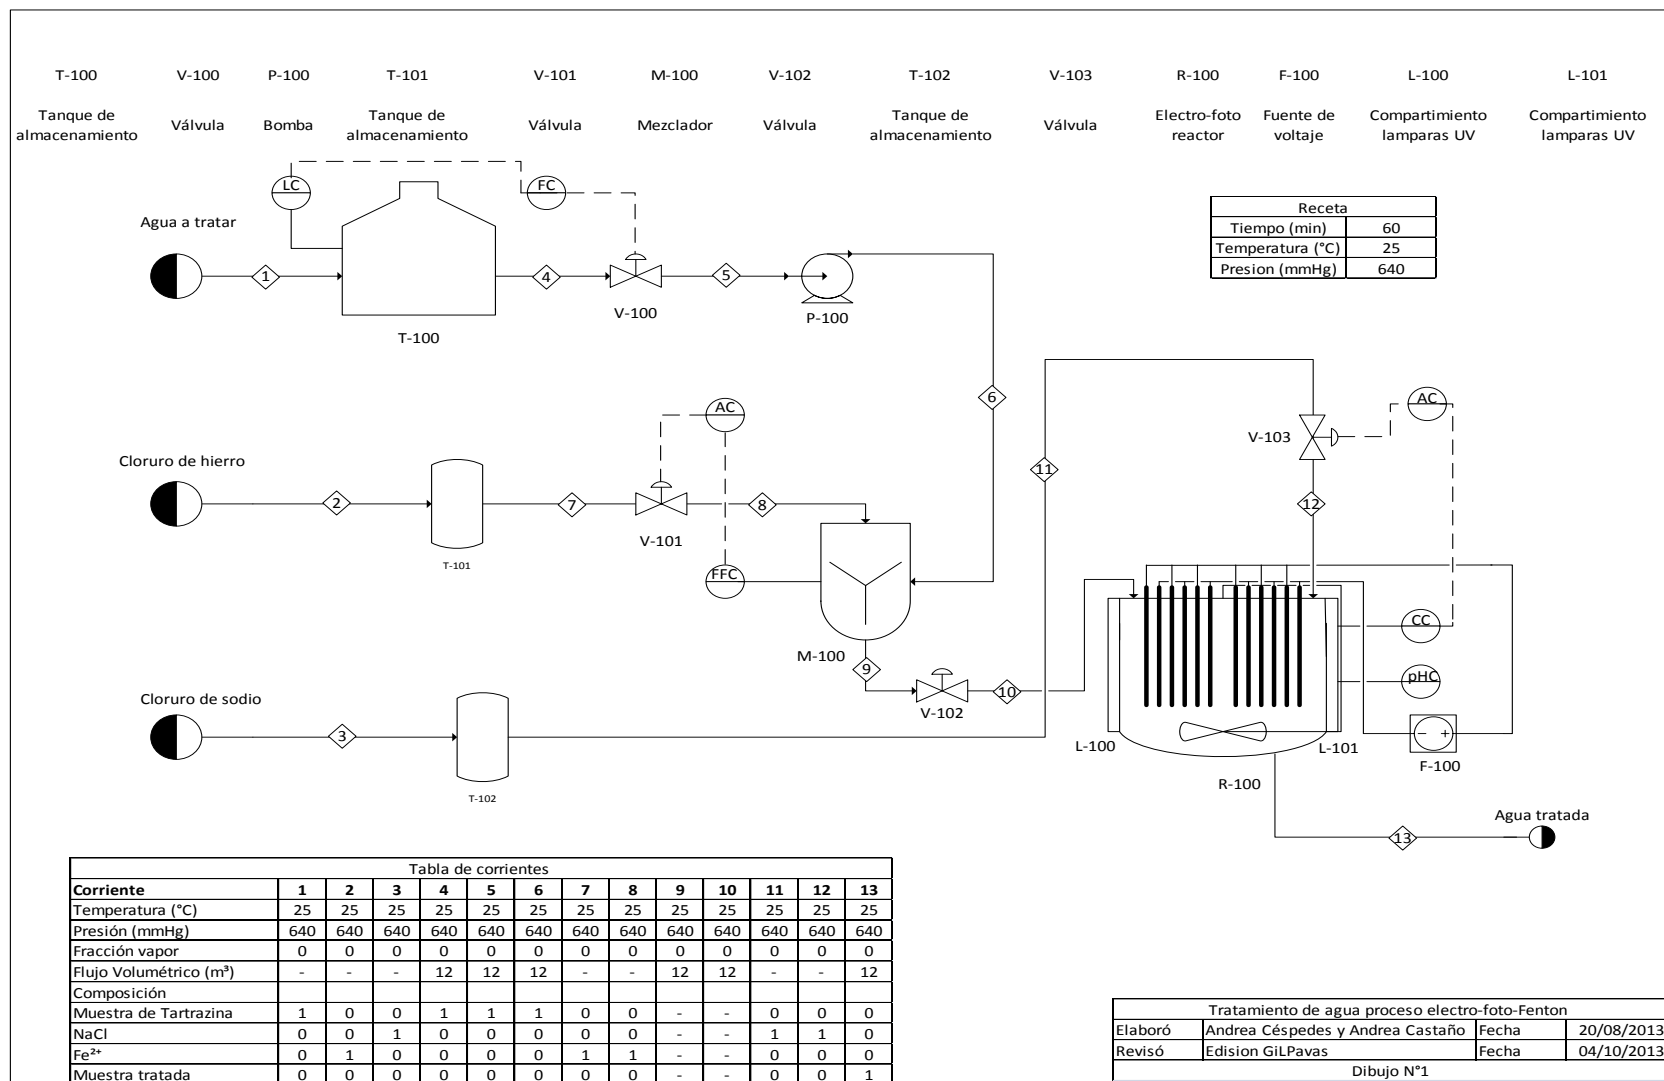 T-100 V-100 P-100 T-101 V-101 M-100 V-102 T-102 V-103 R-100 F-100 L-100 L-101
Tanque de Tanque de Tanque de Electro-foto Fuente de Compartimiento Compartimiento
almacenamiento Válvula Bomba almacenamiento Válvula Mezclador Válvula almacenamiento Válvula reactor voltaje lamparas UV lamparas UV
LC
FC
Agua a tratar
1
4
5
V-100
P-100
T-100
Receta
Tiempo (min) 60
Temperatura (°C) 25
Presion (mmHg) 640
6
AC
AC
V-103
Cloruro de hierro
11
2
7
8
12
V-101
T-101
FFC
CC
M-100
9
pHC
Cloruro de sodio
10
V-102
3
- +
L-100
L-101
F-100
R-100
T-102
Agua tratada
13
Tabla de corrientes
Corriente 1 2 3 4 5 6 7 8 9 10 11 12 13
Temperatura (°C) 25 25 25 25 25 25 25 25 25 25 25 25 25
Presión (mmHg) 640 640 640 640 640 640 640 640 640 640 640 640 640
Fracción vapor 0 0 0 0 0 0 0 0 0 0 0 0 0
Flujo Volumétrico (m³) - - - 12 12 12 - - 12 12 - - 12
Composición
Muestra de Tartrazina 1 0 0 1 1 1 0 0 - - 0 0 0
NaCl 0 0 1 0 0 0 0 0 - - 1 1 0
Fe²⁺ 0 1 0 0 0 0 1 1 - - 0 0 0
Muestra tratada 0 0 0 0 0 0 0 0 - - 0 0 1
Tratamiento de agua proceso electro-foto-Fenton
Elaboró Andrea Céspedes y Andrea Castaño Fecha 20/08/2013
Revisó Edision GiLPavas Fecha 04/10/2013
Dibujo N°1